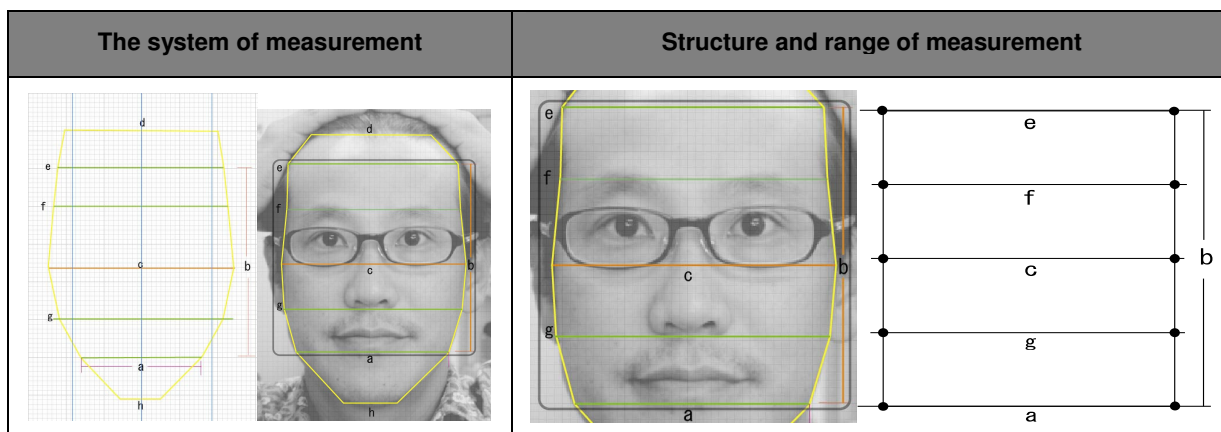 The system of measurement
Structure and range of measurement
d
e
f
c
b
g
a
h
d
e
f
c
b
g
a
h
e
f
c
b
g
a
e
f
c
b
g
a